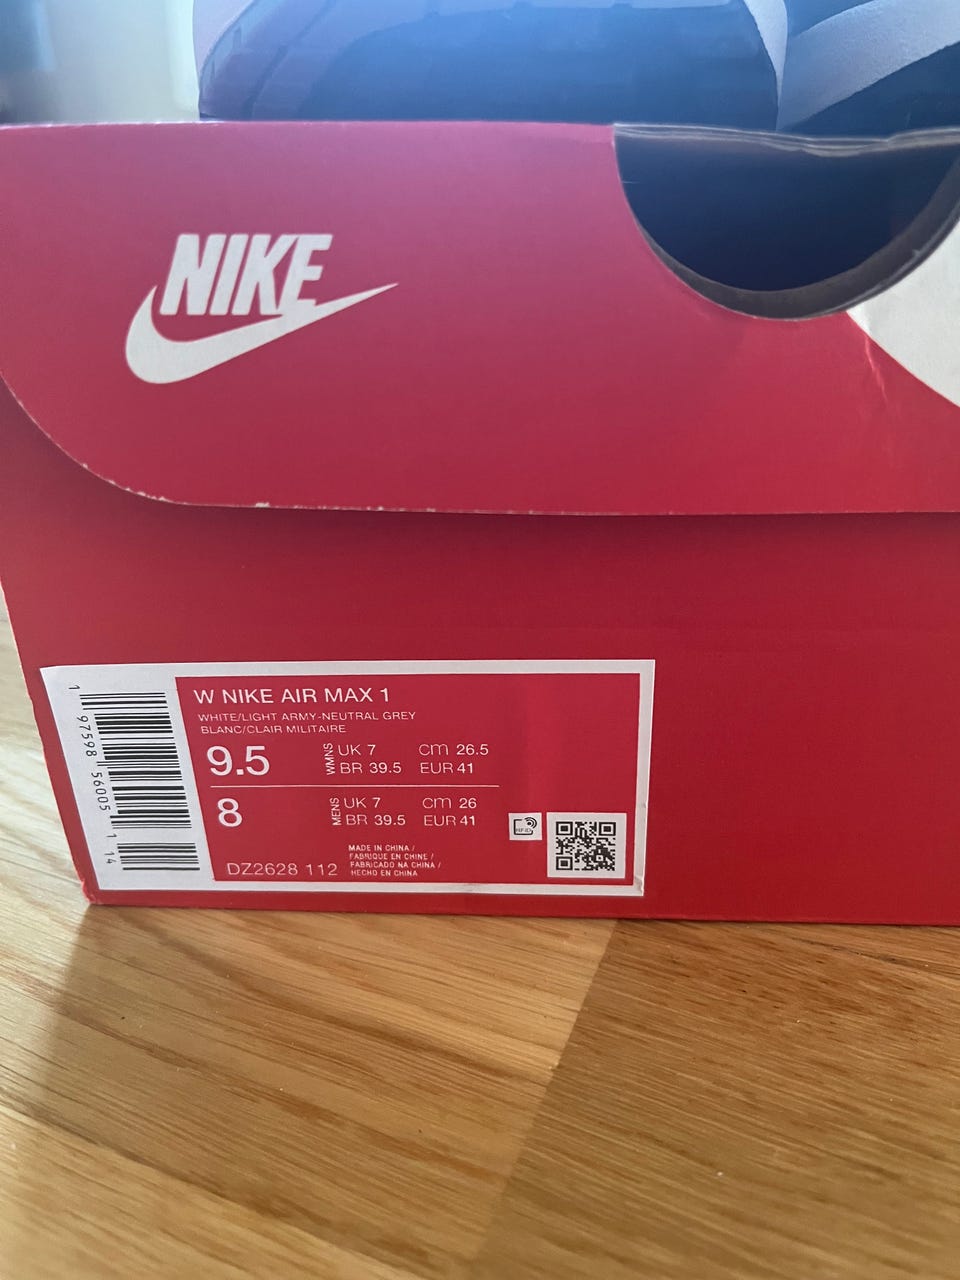 NIKE
W NIKE AIR MAX 1
WHITE/LIGHT ARMY-NEUTRAL GREY
BLANC/CLAIR MILITAIRE
9.5 WMNS UK 7 CM 26.5
BR 39.5 EUR 41
8 MENS UK 7 CM 26
BR 39.5 EUR 41
MADE IN CHINA /
FABRIQUE EN CHINE /
FABRICADO NA CHINA /
HECHO EN CHINA
DZ2628 112
RFID
1 97598 56005 1 14